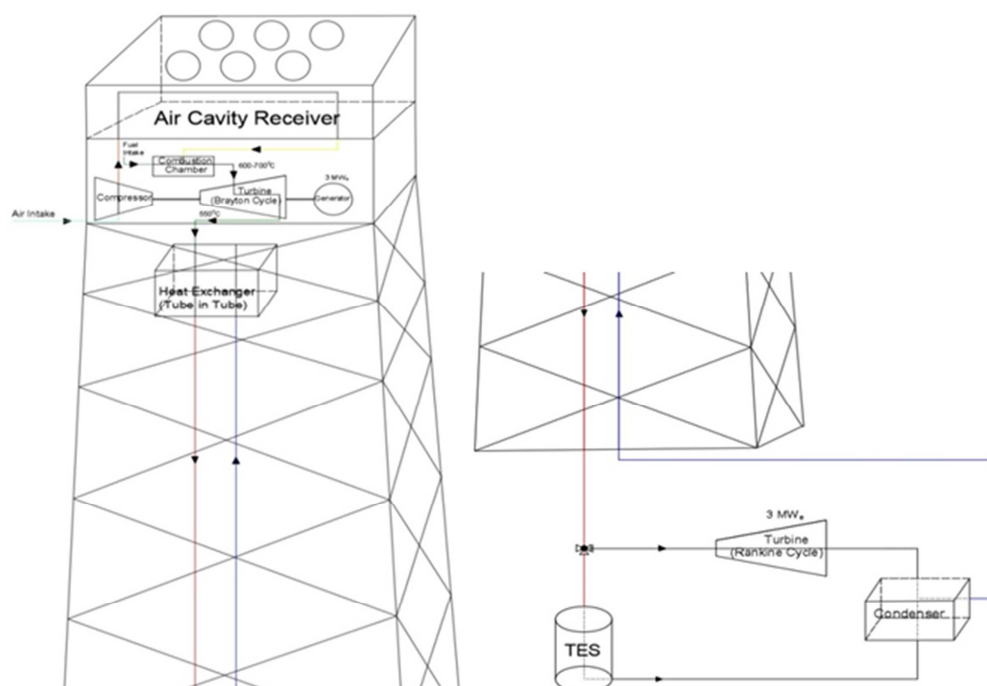 Air Cavity Receiver
Fuel
Intake
Combustion
Chamber
600-700°C
3 MWe
Compressor
Turbine
(Brayton Cycle)
Generator
Air Intake
550°C
Heat Exchanger
(Tube in Tube)
3 MWe
Turbine
(Rankine Cycle)
Condenser
TES